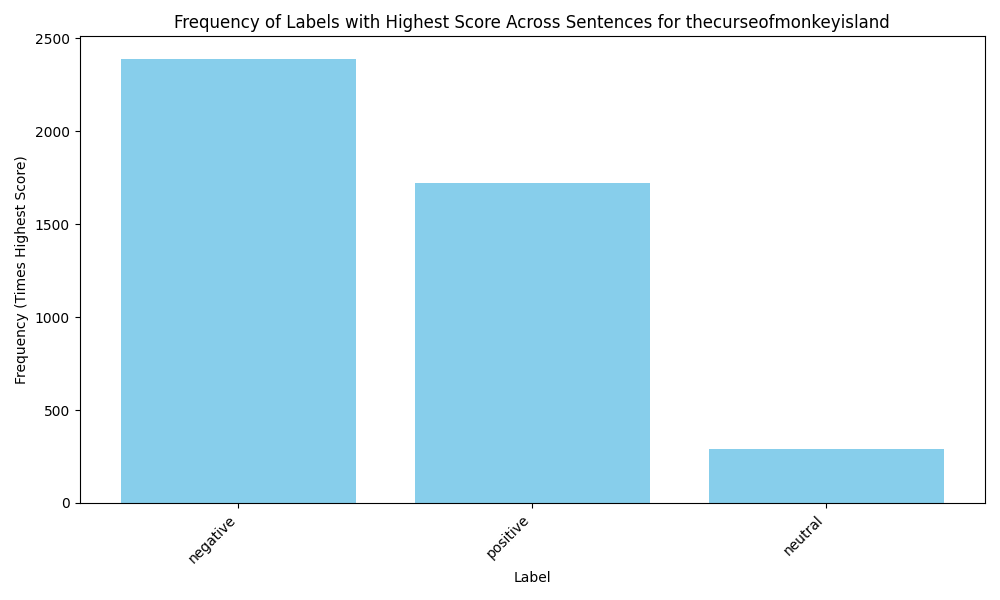 Frequency of Labels with Highest Score Across Sentences for thecurseofmonkeyisland
Frequency (Times Highest Score)
2500
2000
1500
1000
500
0
negative
positive
neutral
Label